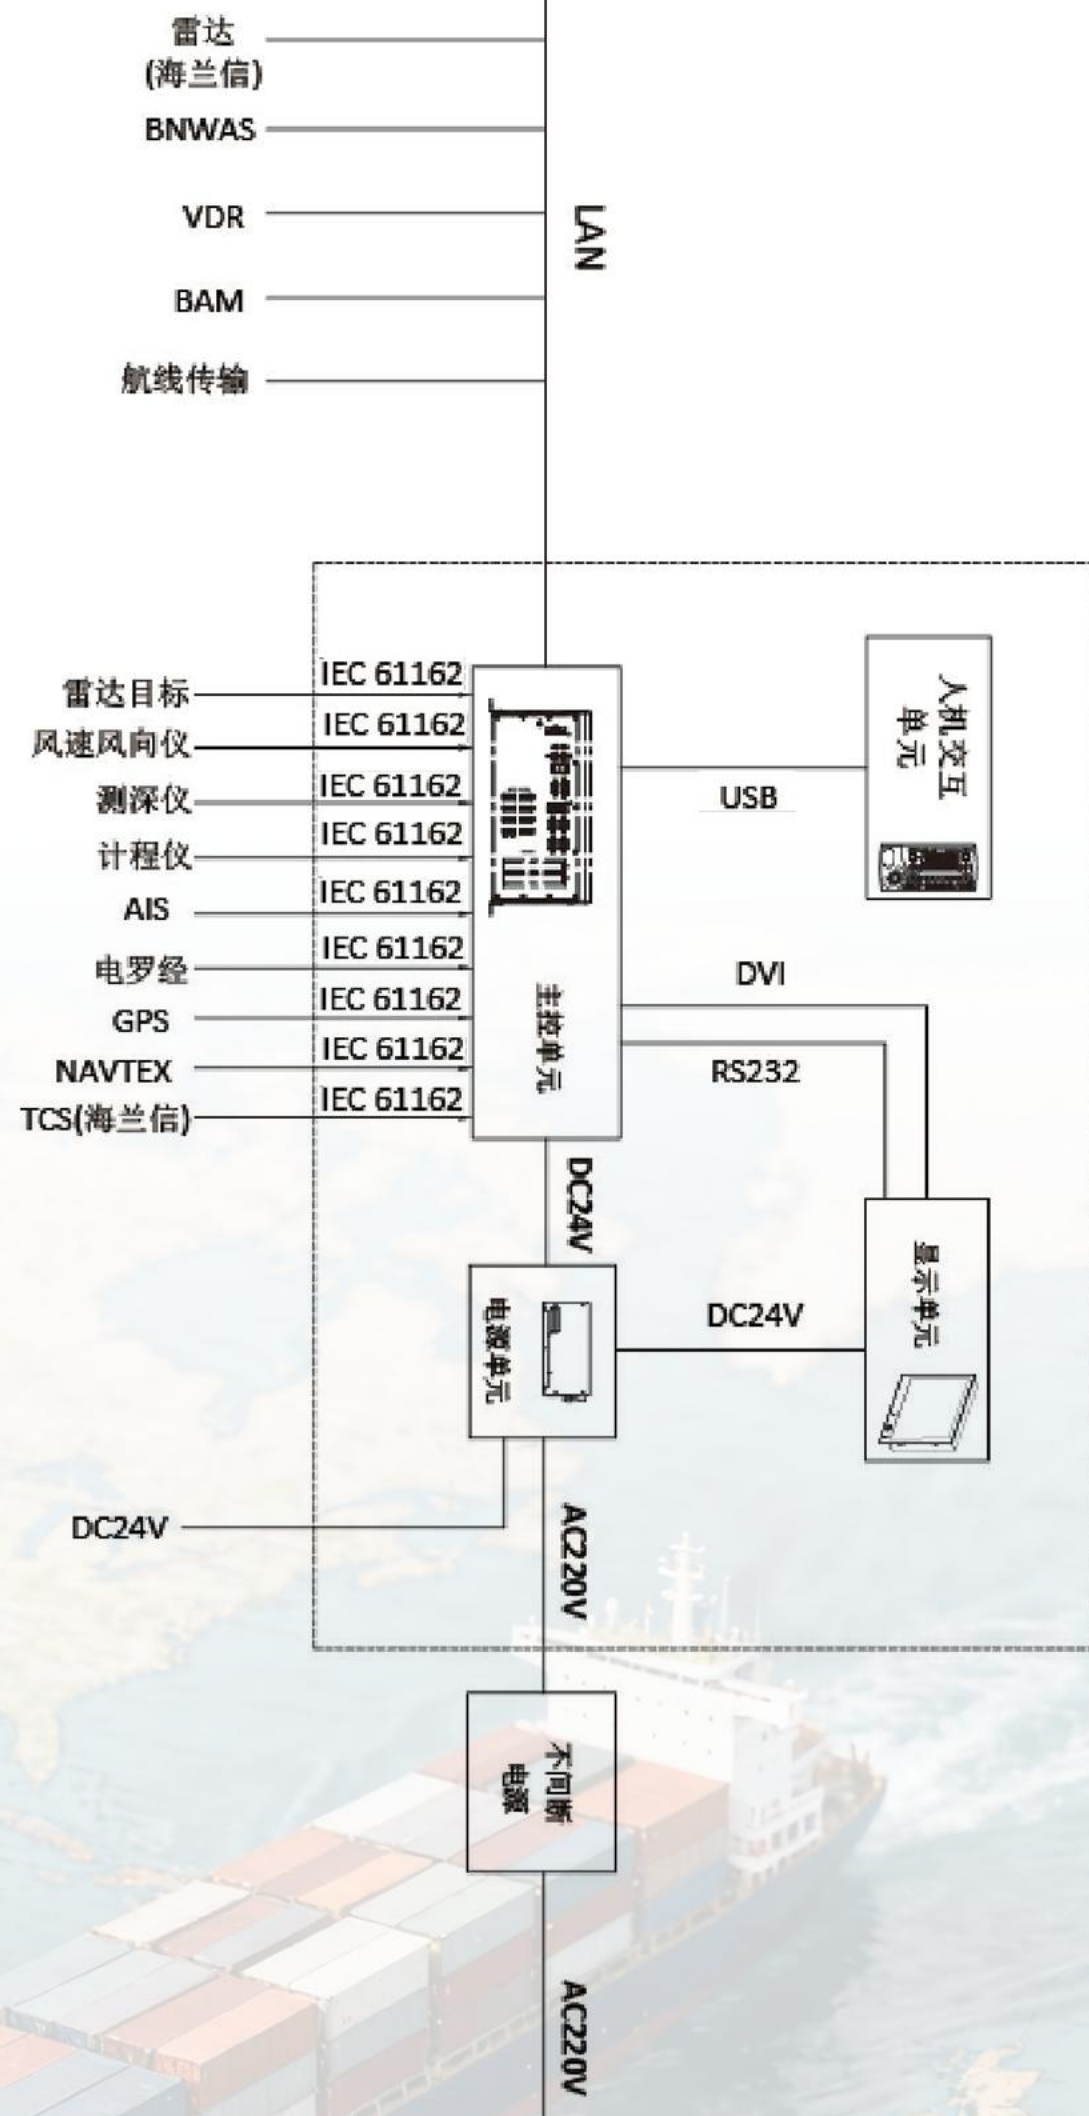 雷达
(海兰信)
BNWAS
VDR
LAN
BAM
航线传输
雷达目标
IEC 61162
风速风向仪
IEC 61162
测深仪
IEC 61162
计程仪
IEC 61162
AIS
IEC 61162
电罗经
IEC 61162
GPS
IEC 61162
NAVTEX
IEC 61162
TCS(海兰信)
IEC 61162
主控单元
人机交互
单元
USB
DVI
RS232
DC24V
电源单元
DC24V
显示单元
DC24V
AC220V
不间断
电源
AC220V